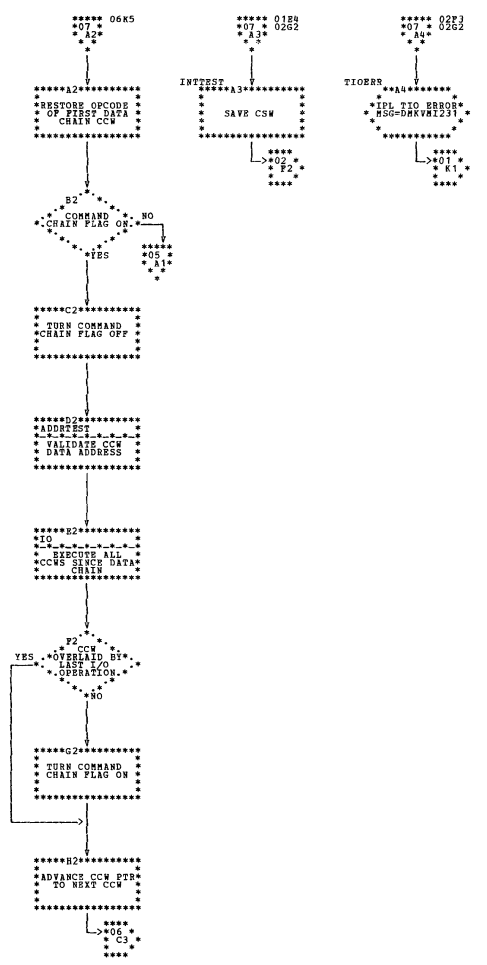 *07 06K5
A2
*07 01E4
A3 02G2
*07 02F3
A4 02G2
A2
RESTORE OPCODE
OF FIRST DATA
CHAIN CCW
INTTEST
A3
SAVE CSW
*02
F2
TIOERR
A4
IPL TIO ERROR
MSG=DMKVMI231
*01
K1
B2
COMMAND
CHAIN FLAG ON
NO
*05
A1
YES
C2
TURN COMMAND
CHAIN FLAG OFF
D2
ADDRTEST
VALIDATE CCW
DATA ADDRESS
E2
IO
EXECUTE ALL
CCWS SINCE DATA
CHAIN
F2
CCW
YES
OVERLAID BY
LAST I/O
OPERATION
NO
G2
TURN COMMAND
CHAIN FLAG ON
H2
ADVANCE CCW PTR
TO NEXT CCW
*06
C3